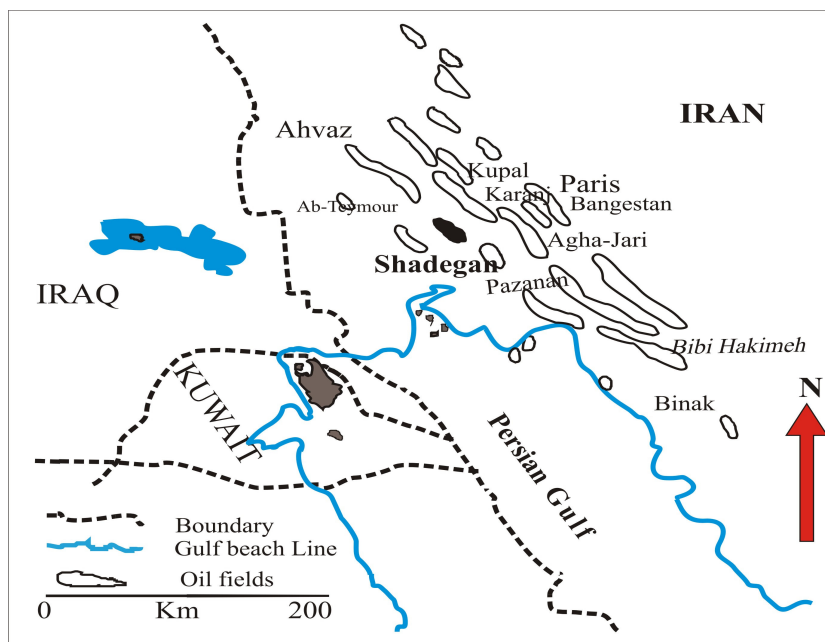 IRAN
Ahvaz
Kupal
Karanj
Paris
Ab-Teymour
Bangestan
Agha-Jari
Shadegan
Pazanan
IRAQ
Bibi Hakimeh
KUWAIT
N
Binak
Persian Gulf
Boundary
Gulf beach Line
Oil fields
0 Km 200